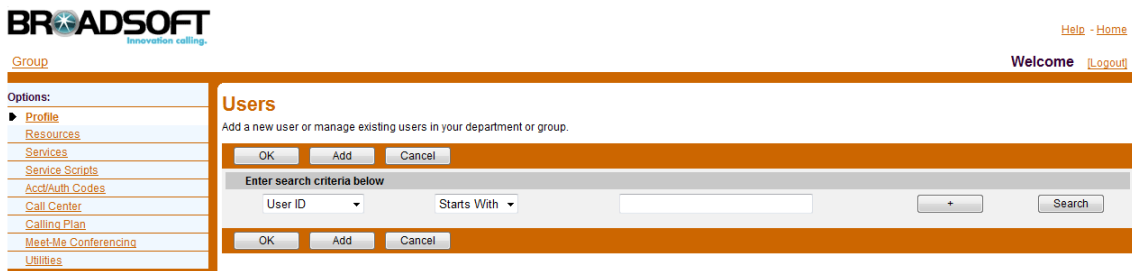 BROADSOFT
Innovation calling.
Help - Home
Group
Welcome [Logout]
Options:
Profile
Resources
Services
Service Scripts
Acct/Auth Codes
Call Center
Calling Plan
Meet-Me Conferencing
Utilities
Users
Add a new user or manage existing users in your department or group.
OK Add Cancel
Enter search criteria below
User ID Starts With + Search
OK Add Cancel